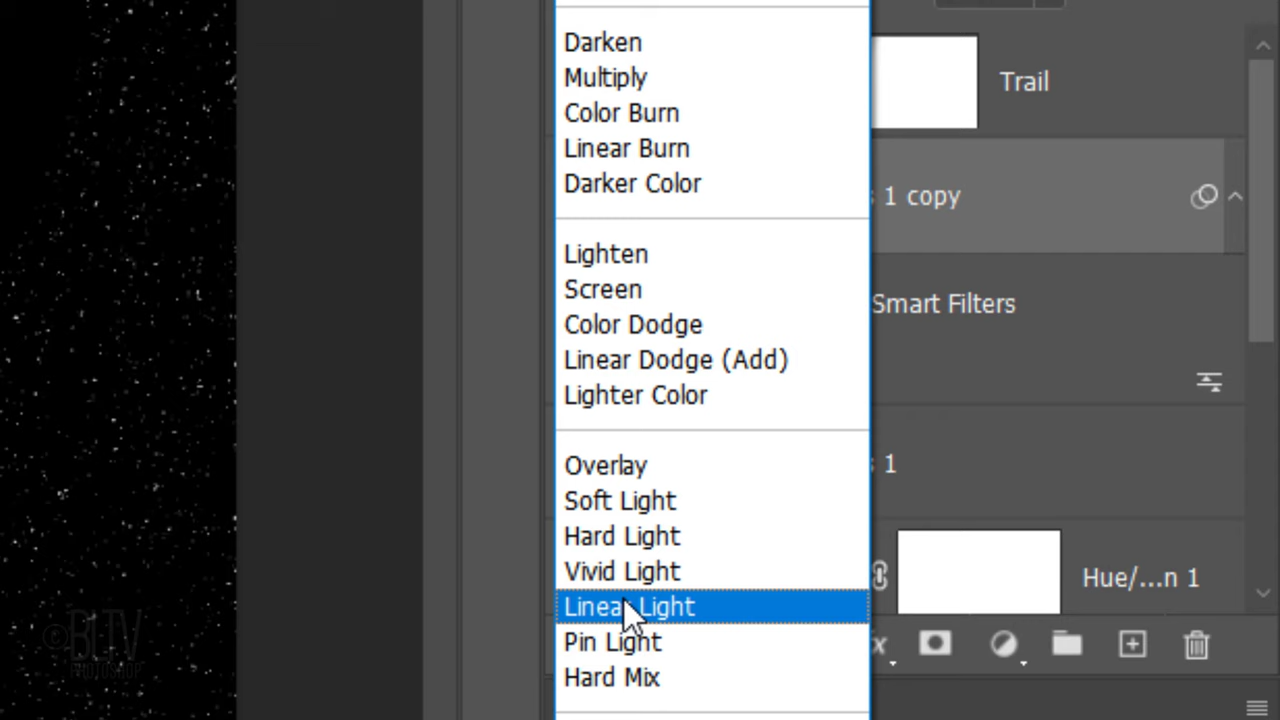 Darken
Multiply
Color Burn
Linear Burn
Darker Color
Lighten
Screen
Color Dodge
Linear Dodge (Add)
Lighter Color
Overlay
Soft Light
Hard Light
Vivid Light
Linear Light
Pin Light
Hard Mix
Trail
s 1 copy
Smart Filters
s 1
Hue/...n 1
x
©BLTV
PHOTOSHOP